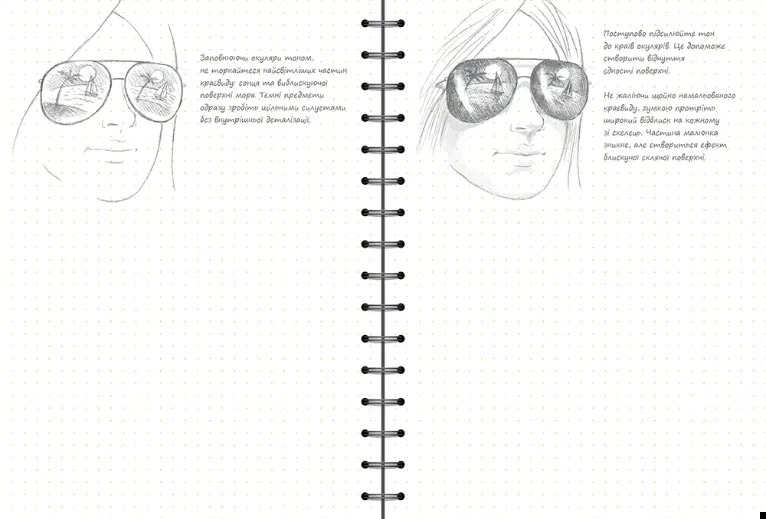 Заповнюючи окуляри тоном,
не торкайтеся найсвітліших частин
краєвиду: сонця та виблискуючої
поверхні моря. Темні предмети
одразу зробіть щільними силуетами
без внутрішньої деталізації.
Поступово підсилюйте тон
до країв окулярів. Це допоможе
створити відчуття
єдності поверхні.
Не жаліючи щойно намальованого
краєвиду, гумкою протріть
широкий відблиск на кожному
зі скелець. Частина малюнка
зникне, але створиться ефект
блискучої скляної поверхні.